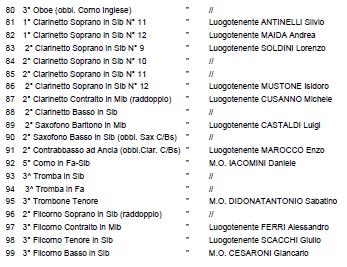 80 3° Oboe (obbl. Corno Inglese) " //
81 1° Clarinetto Soprano in Sib N° 11 " Luogotenente ANTINELLI Silvio
82 1° Clarinetto Soprano in Sib N° 12 " Luogotenente MAIDA Andrea
83 2° Clarinetto Soprano in Sib N° 9 " Luogotenente SOLDINI Lorenzo
84 2° Clarinetto Soprano in Sib N° 10 " //
85 2° Clarinetto Soprano in Sib N° 11 " //
86 2° Clarinetto Soprano in Sib N° 12 " Luogotenente MUSTONE Isidoro
87 2° Clarinetto Contralto in Mib (raddoppio) " Luogotenente CUSANNO Michele
88 2° Clarinetto Basso in Sib " //
89 2° Saxofono Baritono in Mib " Luogotenente CASTALDI Luigi
90 2° Saxofono Basso in Sib (obbl. Sax C/Bs) " //
91 2° Contrabbasso ad Ancia (obbl.Clar. C/Bs) " Luogotenente MAROCCO Enzo
92 5° Corno in Fa-Sib " M.O. IACOMINI Daniele
93 3^ Tromba in Sib " //
94 3^ Tromba in Fa " //
95 3° Trombone Tenore " M.O. DIDONATANTONIO Sabatino
96 2° Flicorno Soprano in Sib (raddoppio) " //
97 3° Flicorno Contralto in Mib " Luogotenente FERRI Alessandro
98 3° Flicorno Tenore in Sib " Luogotenente SCACCHI Giulio
99 3° Flicorno Basso in Sib " M.O. CESARONI Giancarlo